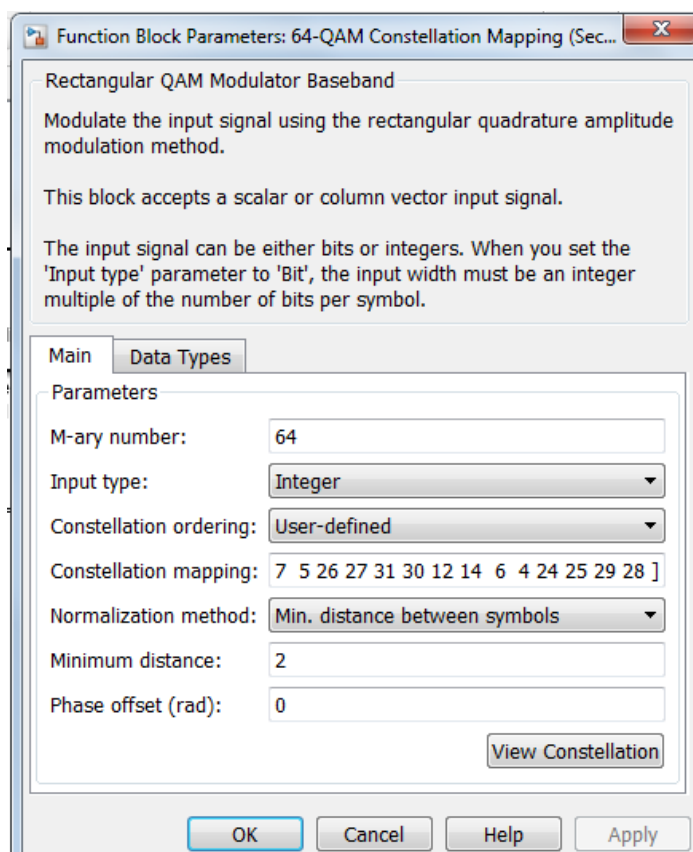 Function Block Parameters: 64-QAM Constellation Mapping (Sec...
Rectangular QAM Modulator Baseband
Modulate the input signal using the rectangular quadrature amplitude
modulation method.
This block accepts a scalar or column vector input signal.
The input signal can be either bits or integers. When you set the
'Input type' parameter to 'Bit', the input width must be an integer
multiple of the number of bits per symbol.
Main Data Types
Parameters
M-ary number: 64
Input type: Integer
Constellation ordering: User-defined
Constellation mapping: 7 5 26 27 31 30 12 14 6 4 24 25 29 28 ]
Normalization method: Min. distance between symbols
Minimum distance: 2
Phase offset (rad): 0
View Constellation
OK Cancel Help Apply